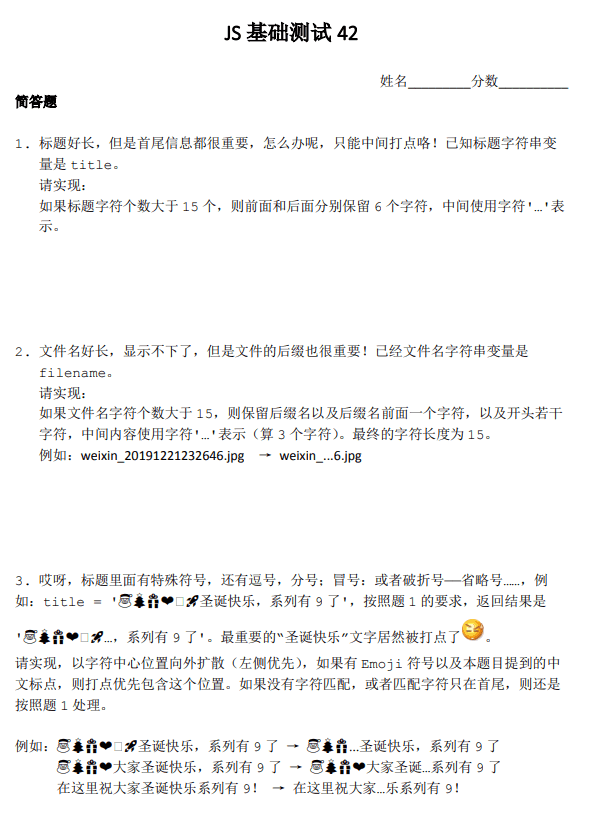 JS 基础测试 42
姓名_________分数__________
简答题
1. 标题好长，但是首尾信息都很重要，怎么办呢，只能中间打点咯！已知标题字符串变
量是 title。
请实现：
如果标题字符个数大于 15 个，则前面和后面分别保留 6 个字符，中间使用字符'…'表
示。
2. 文件名好长，显示不下了，但是文件的后缀也很重要！已经文件名字符串变量是
filename。
请实现：
如果文件名字符个数大于 15，则保留后缀名以及后缀名前面一个字符，以及开头若干
字符，中间内容使用字符'…'表示（算 3 个字符）。最终的字符长度为 15。
例如：weixin_20191221232646.jpg → weixin_...6.jpg
3. 哎呀，标题里面有特殊符号，还有逗号，分号；冒号：或者破折号——省略号……，例
如：title = '🎅🎄🎁❤□🚀圣诞快乐，系列有 9 了'，按照题 1 的要求，返回结果是
'🎅🎄🎁❤□🚀…，系列有 9 了'。最重要的“圣诞快乐”文字居然被打点了😆。
请实现，以字符中心位置向外扩散（左侧优先），如果有 Emoji 符号以及本题目提到的中
文标点，则打点优先包含这个位置。如果没有字符匹配，或者匹配字符只在首尾，则还是
按照题 1 处理。
例如：🎅🎄🎁❤□🚀圣诞快乐，系列有 9 了 → 🎅🎄🎁…圣诞快乐，系列有 9 了
🎅🎄🎁❤大家圣诞快乐，系列有 9 了 → 🎅🎄🎁❤大家圣诞…系列有 9 了
在这里祝大家圣诞快乐系列有 9！ → 在这里祝大家…乐系列有 9！